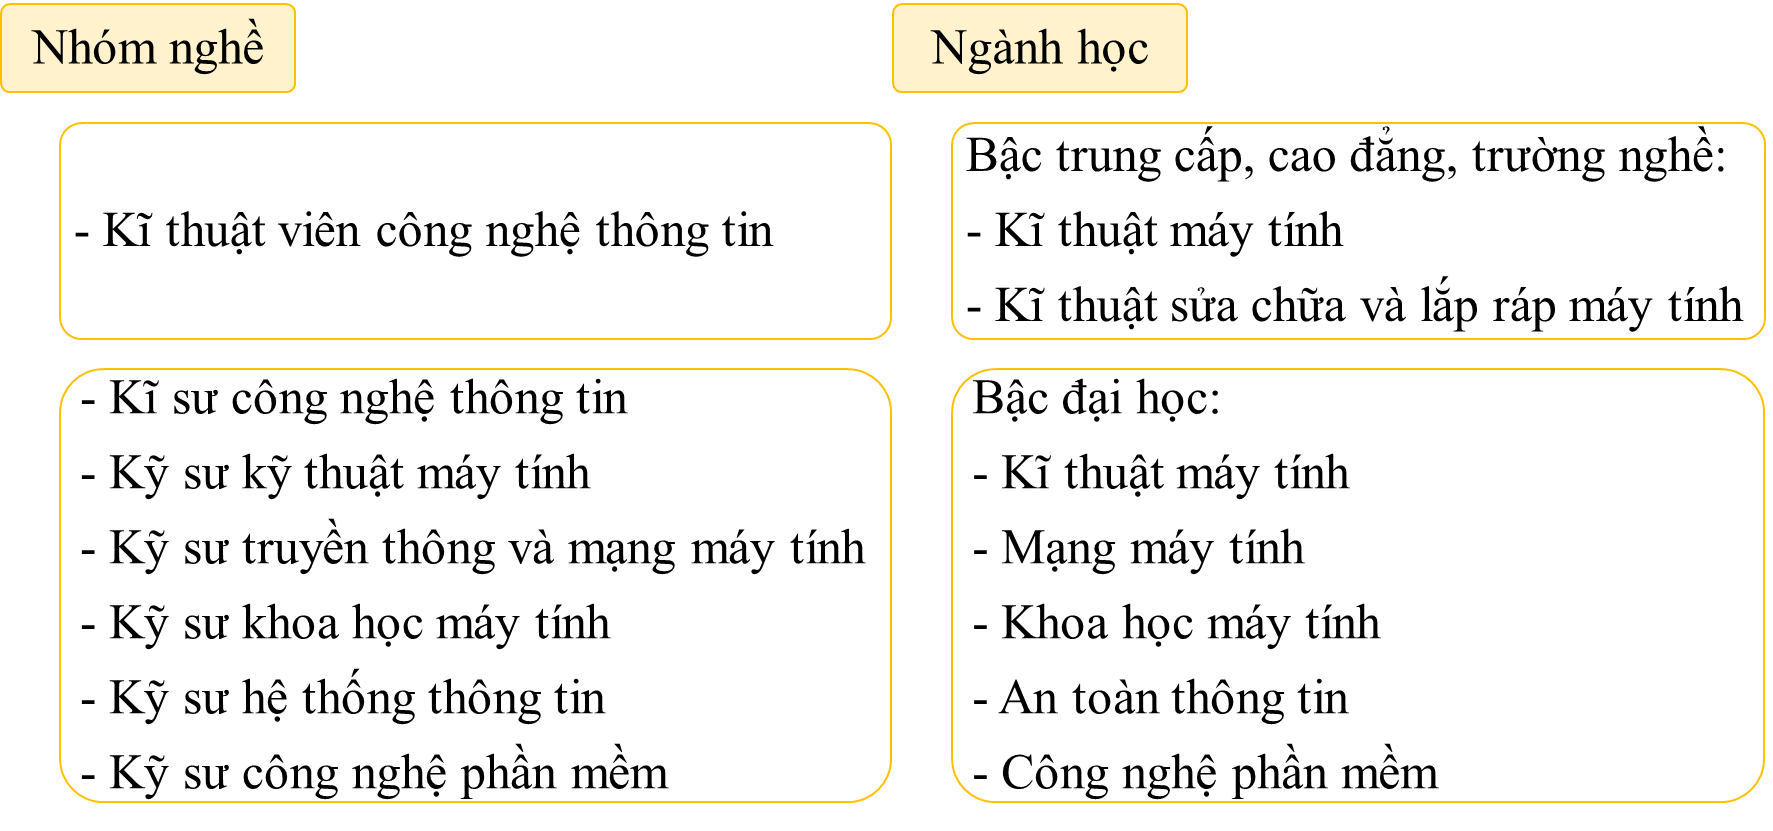 Nhóm nghề
Ngành học
- Kĩ thuật viên công nghệ thông tin
Bậc trung cấp, cao đẳng, trường nghề:
- Kĩ thuật máy tính
- Kĩ thuật sửa chữa và lắp ráp máy tính
- Kĩ sư công nghệ thông tin
- Kỹ sư kỹ thuật máy tính
- Kỹ sư truyền thông và mạng máy tính
- Kỹ sư khoa học máy tính
- Kỹ sư hệ thống thông tin
- Kỹ sư công nghệ phần mềm
Bậc đại học:
- Kĩ thuật máy tính
- Mạng máy tính
- Khoa học máy tính
- An toàn thông tin
- Công nghệ phần mềm